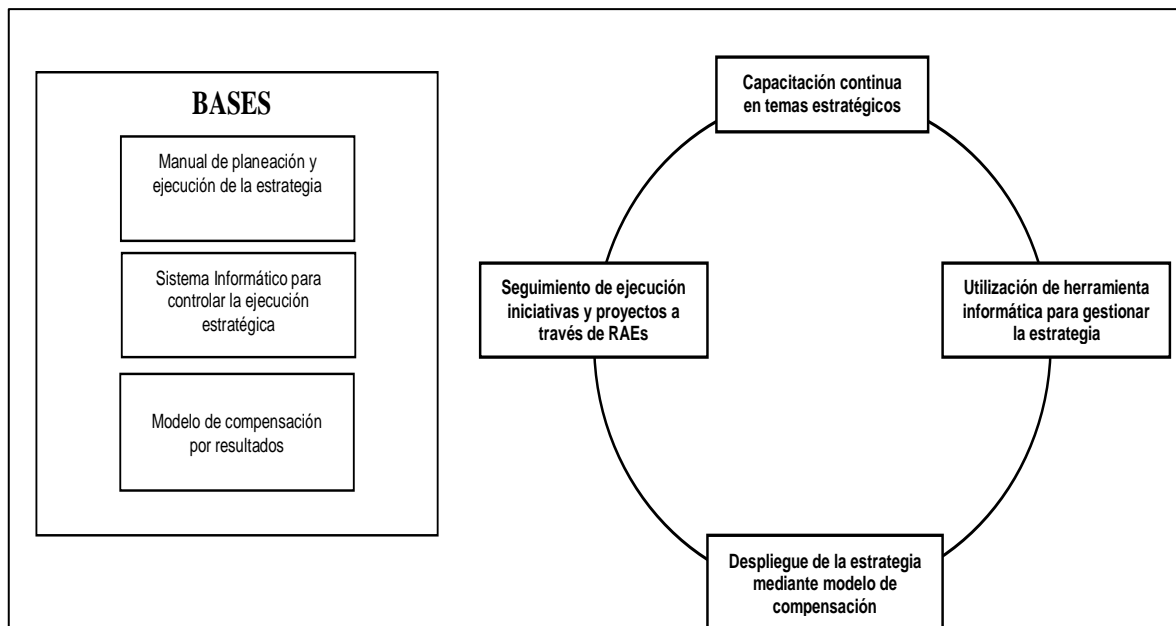 BASES
Manual de planeación y
ejecución de la estrategia
Sistema Informático para
controlar la ejecución
estratégica
Modelo de compensación
por resultados
Capacitación continua
en temas estratégicos
Seguimiento de ejecución
iniciativas y proyectos a
través de RAEs
Utilización de herramienta
informática para gestionar
la estrategia
Despliegue de la estrategia
mediante modelo de
compensación